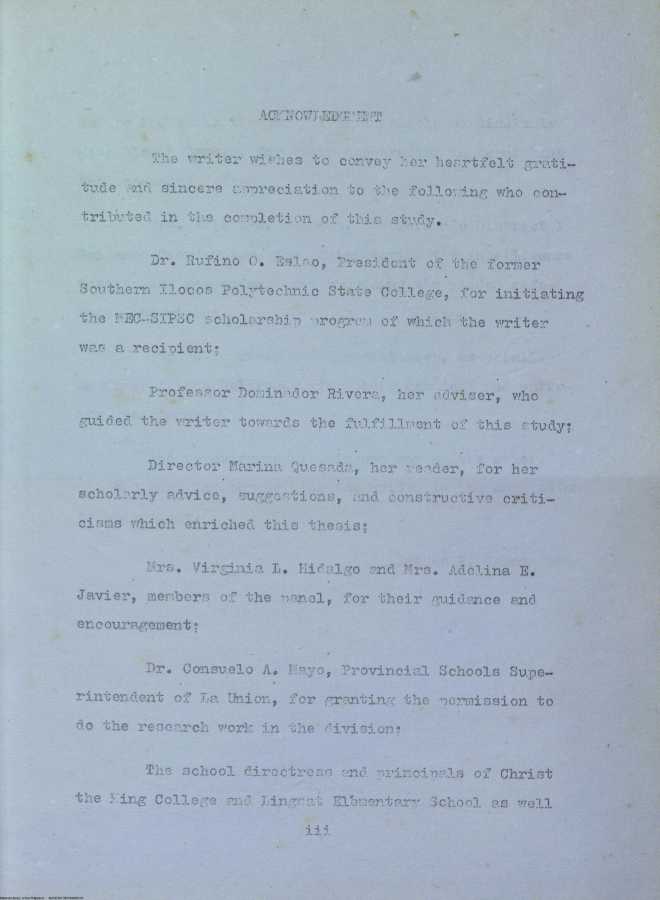 ACKNOWLEDGMENT
The writer wishes to convey her heartfelt grati-
tude and sincere appreciation to the following who con-
tributed in the completion of this study.
Dr. Rufino O. Eslao, President of the former
Southern Ilocos Polytechnic State College, for initiating
the MEC-SIPSC scholarship program of which the writer
was a recipient;
Professor Dominador Rivera, her adviser, who
guided the writer towards the fulfillment of this study;
Director Marina Quesada, her reader, for her
scholarly advice, suggestions, and constructive criti-
cisms which enriched this thesis;
Mrs. Virginia L. Hidalgo and Mrs. Adelina E.
Javier, members of the panel, for their guidance and
encouragement;
Dr. Consuelo A. Mayo, Provincial Schools Supe-
rintendent of La Union, for granting the permission to
do the research work in the division;
The school directress and principals of Christ
the King College and Lingsat Elementary School as well
iii